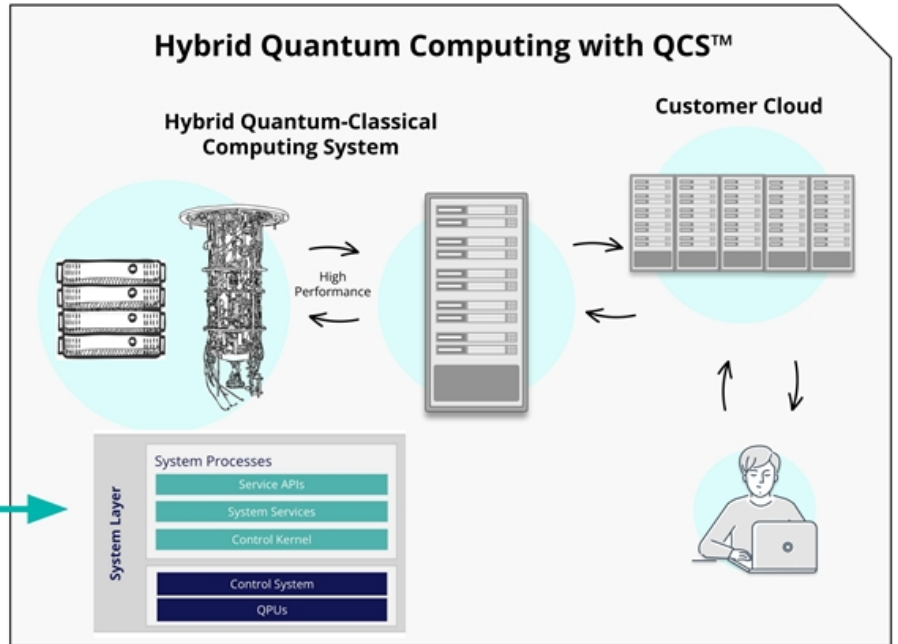 Hybrid Quantum Computing with QCS™
Hybrid Quantum-Classical
Computing System
Customer Cloud
High
Performance
System Layer
System Processes
Service APIs
System Services
Control Kernel
Control System
QPUs